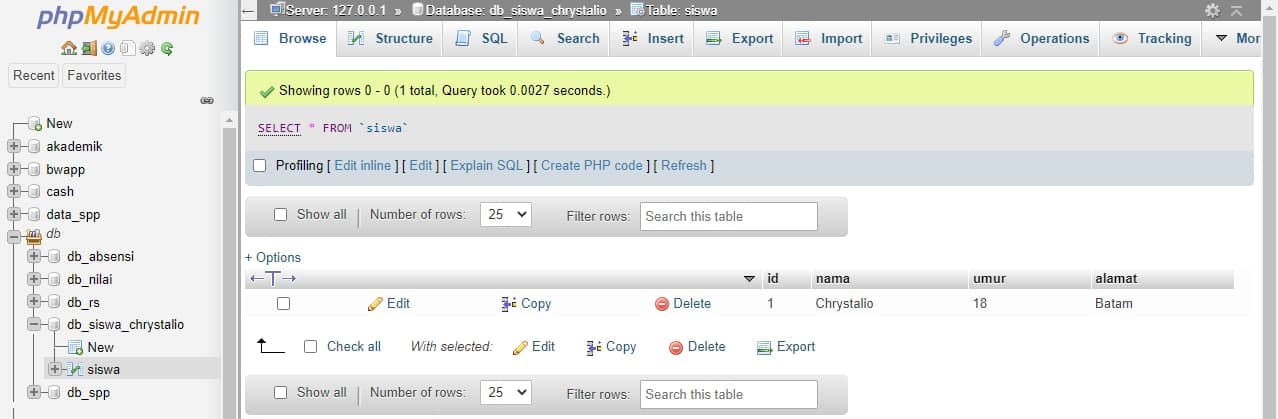 phpMyAdmin
Recent Favorites
New
akademik
bwapp
cash
data_spp
db
db_absensi
db_nilai
db_rs
db_siswa_chrystalio
New
siswa
db_spp
Server: 127.0.0.1 » Database: db_siswa_chrystalio » Table: siswa
Browse Structure SQL Search Insert Export Import Privileges Operations Tracking Mor
Showing rows 0 - 0 (1 total, Query took 0.0027 seconds.)
SELECT * FROM `siswa`
Profiling [ Edit inline ] [ Edit ] [ Explain SQL ] [ Create PHP code ] [ Refresh ]
Show all | Number of rows: 25 Filter rows: Search this table
+ Options
←T→ id nama umur alamat
Edit Copy Delete 1 Chrystalio 18 Batam
Check all With selected: Edit Copy Delete Export
Show all | Number of rows: 25 Filter rows: Search this table